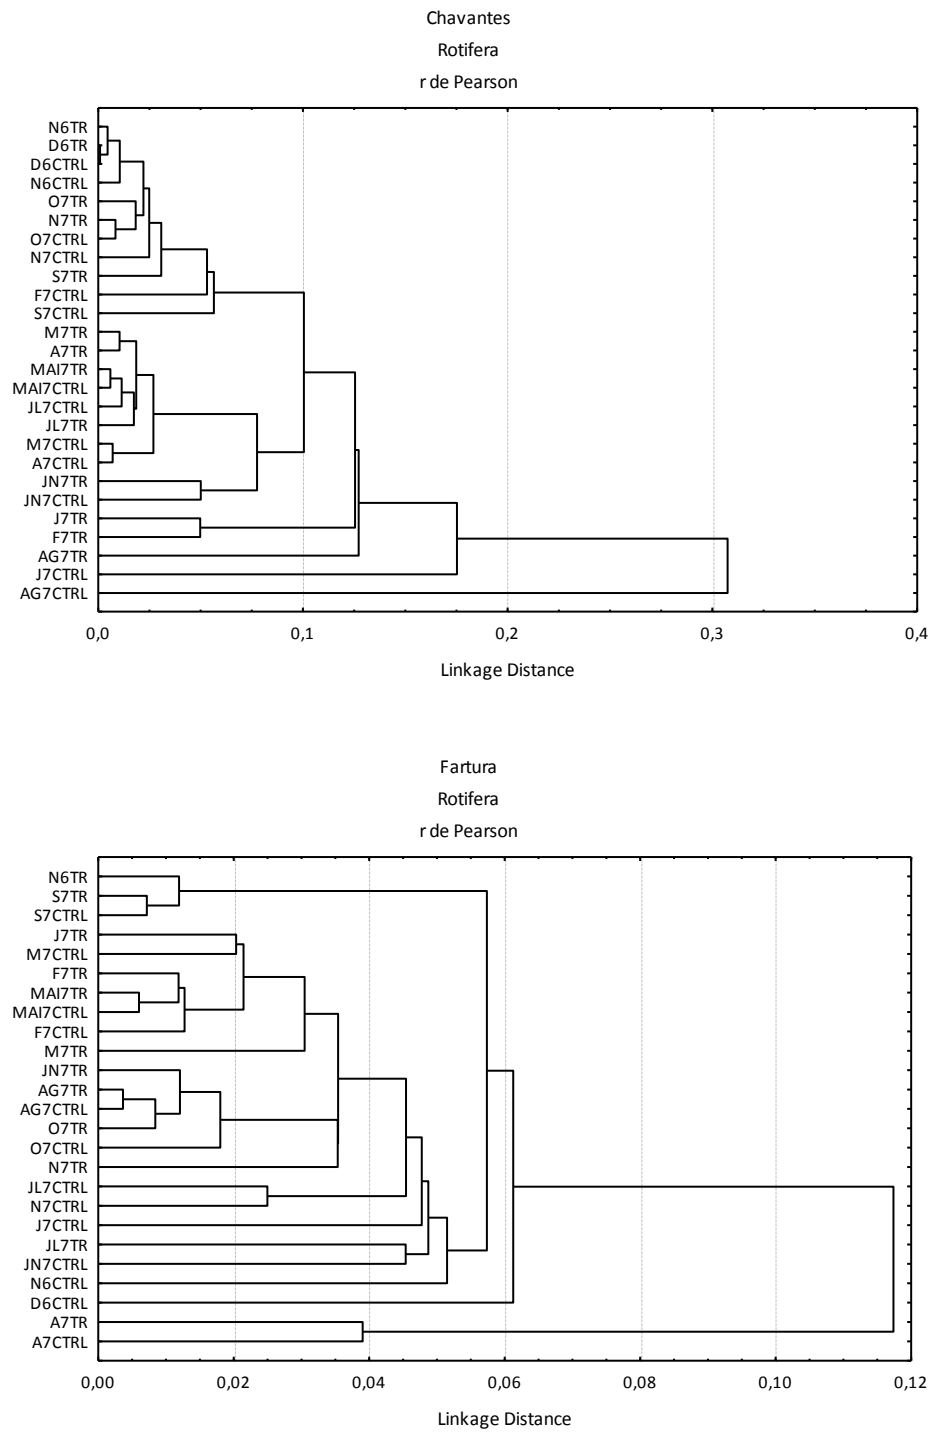 Chavantes
Rotifera
r de Pearson
N6TR
D6TR
D6CTRL
N6CTRL
O7TR
N7TR
O7CTRL
N7CTRL
S7TR
F7CTRL
S7CTRL
M7TR
A7TR
MAI7TR
MAI7CTRL
JL7CTRL
JL7TR
M7CTRL
A7CTRL
JN7TR
JN7CTRL
J7TR
F7TR
AG7TR
J7CTRL
AG7CTRL
0,0 0,1 0,2 0,3 0,4
Linkage Distance
Fartura
Rotifera
r de Pearson
N6TR
S7TR
S7CTRL
J7TR
M7CTRL
F7TR
MAI7TR
MAI7CTRL
F7CTRL
M7TR
JN7TR
AG7TR
AG7CTRL
O7TR
O7CTRL
N7TR
JL7CTRL
N7CTRL
J7CTRL
JL7TR
JN7CTRL
N6CTRL
D6CTRL
A7TR
A7CTRL
0,00 0,02 0,04 0,06 0,08 0,10 0,12
Linkage Distance